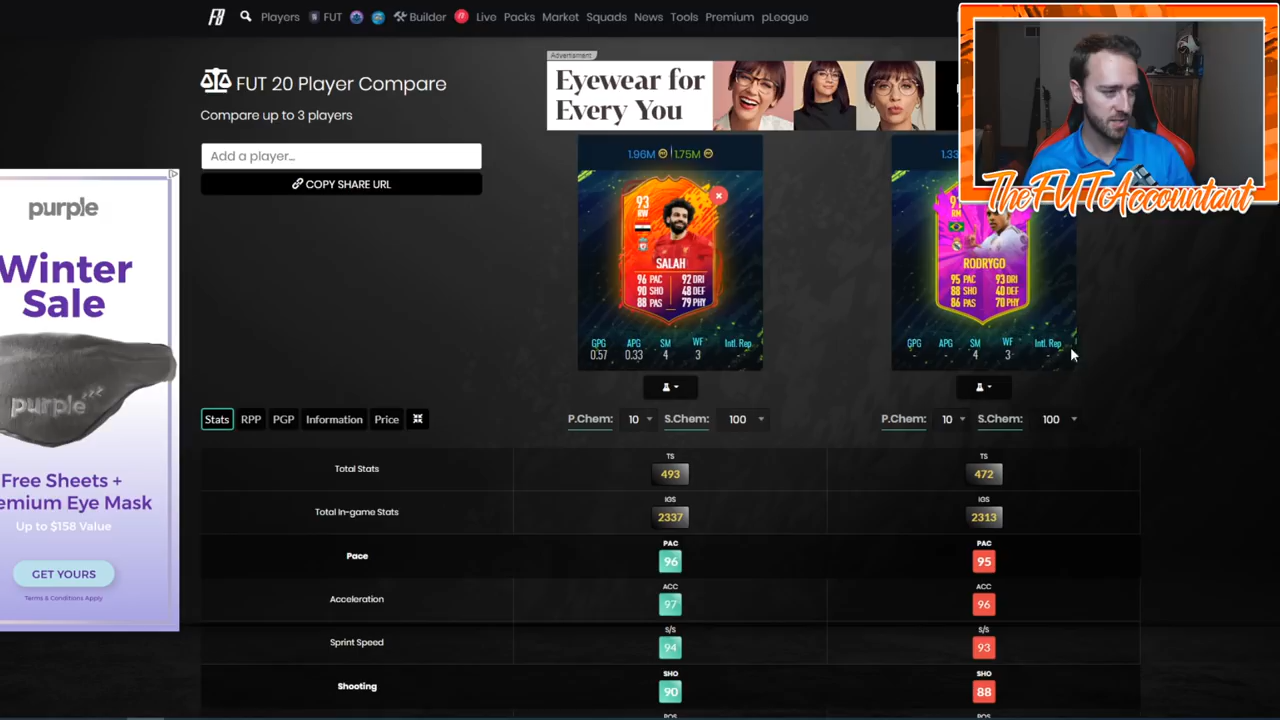 FB Players FUT Builder Live Packs Market Squads News Tools Premium pLeague
FUT 20 Player Compare
Compare up to 3 players
Add a player...
COPY SHARE URL
Advertisment
Eyewear for
Every You
TheFUTAccountant
1.96M 1.75M
93
RW
SALAH
96 PAC 92 DRI
90 SHO 48 DEF
88 PAS 79 PHY
GPG APG SM WF Intl. Rep
0.57 0.33 4 3 -
RM
RODRYGO
95 PAC 93 DRI
88 SHO 40 DEF
86 PAS 70 PHY
GPG APG SM WF Intl. Rep
- - 4 3 -
purple
Winter
Sale
purple
Free Sheets +
emium Eye Mask
Up to $158 Value
GET YOURS
Terms & Conditions Apply
Stats RPP PGP Information Price
P.Chem: 10 S.Chem: 100
P.Chem: 10 S.Chem: 100
TS TS
Total Stats 493 472
IGS IGS
Total In-game Stats 2337 2313
PAC PAC
Pace 96 95
ACC ACC
Acceleration 97 96
S/S S/S
Sprint Speed 94 93
SHO SHO
Shooting 90 88
POS POS